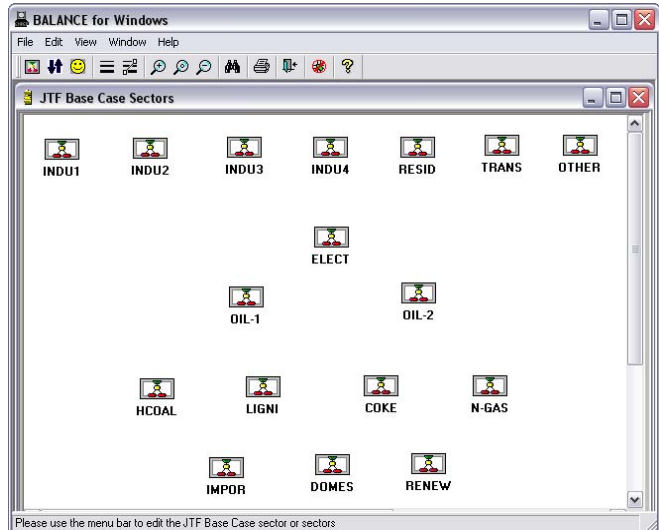 BALANCE for Windows
File Edit View Window Help
JTF Base Case Sectors
INDU1 INDU2 INDU3 INDU4 RESID TRANS OTHER
ELECT
OIL-1 OIL-2
HCOAL LIGNI COKE N-GAS
IMPOR DOMES RENEW
Please use the menu bar to edit the JTF Base Case sector or sectors